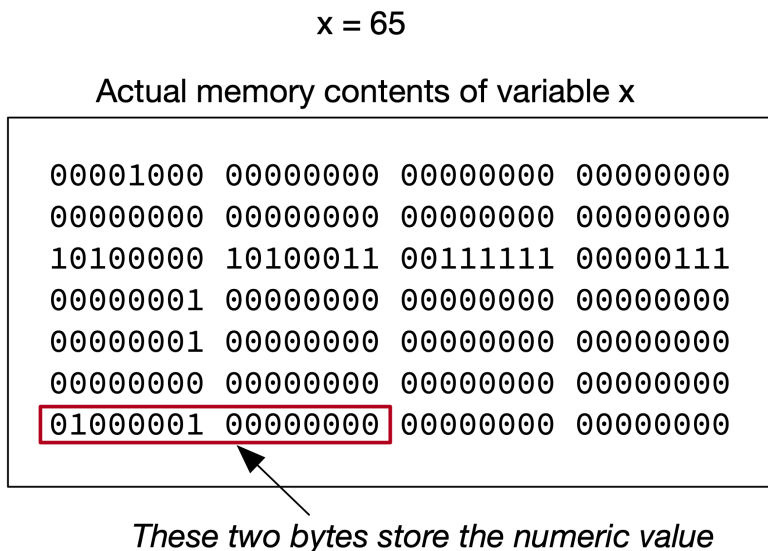 x = 65
Actual memory contents of variable x
00001000 00000000 00000000 00000000
00000000 00000000 00000000 00000000
10100000 10100011 00111111 00000111
00000001 00000000 00000000 00000000
00000001 00000000 00000000 00000000
00000000 00000000 00000000 00000000
01000001 00000000 00000000 00000000
These two bytes store the numeric value